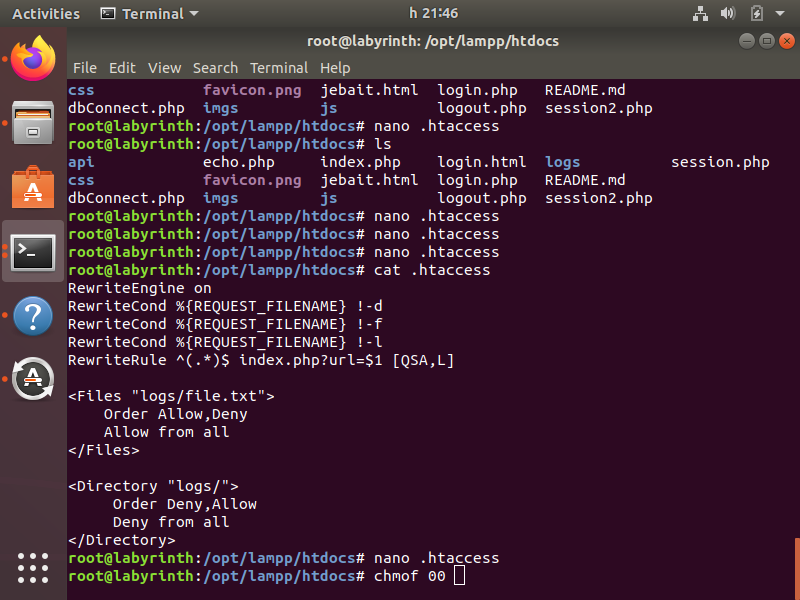 Activities Terminal h 21:46
root@labyrinth: /opt/lampp/htdocs
File Edit View Search Terminal Help
css favicon.png jebait.html login.php README.md
dbConnect.php imgs js logout.php session2.php
root@labyrinth:/opt/lampp/htdocs# nano .htaccess
root@labyrinth:/opt/lampp/htdocs# ls
api echo.php index.php login.html logs session.php
css favicon.png jebait.html login.php README.md
dbConnect.php imgs js logout.php session2.php
root@labyrinth:/opt/lampp/htdocs# nano .htaccess
root@labyrinth:/opt/lampp/htdocs# nano .htaccess
root@labyrinth:/opt/lampp/htdocs# nano .htaccess
root@labyrinth:/opt/lampp/htdocs# cat .htaccess
RewriteEngine on
RewriteCond %{REQUEST_FILENAME} !-d
RewriteCond %{REQUEST_FILENAME} !-f
RewriteCond %{REQUEST_FILENAME} !-l
RewriteRule ^(.*)$ index.php?url=$1 [QSA,L]
<Files "logs/file.txt">
Order Allow,Deny
Allow from all
</Files>
<Directory "logs/">
Order Deny,Allow
Deny from all
</Directory>
root@labyrinth:/opt/lampp/htdocs# nano .htaccess
root@labyrinth:/opt/lampp/htdocs# chmof 00